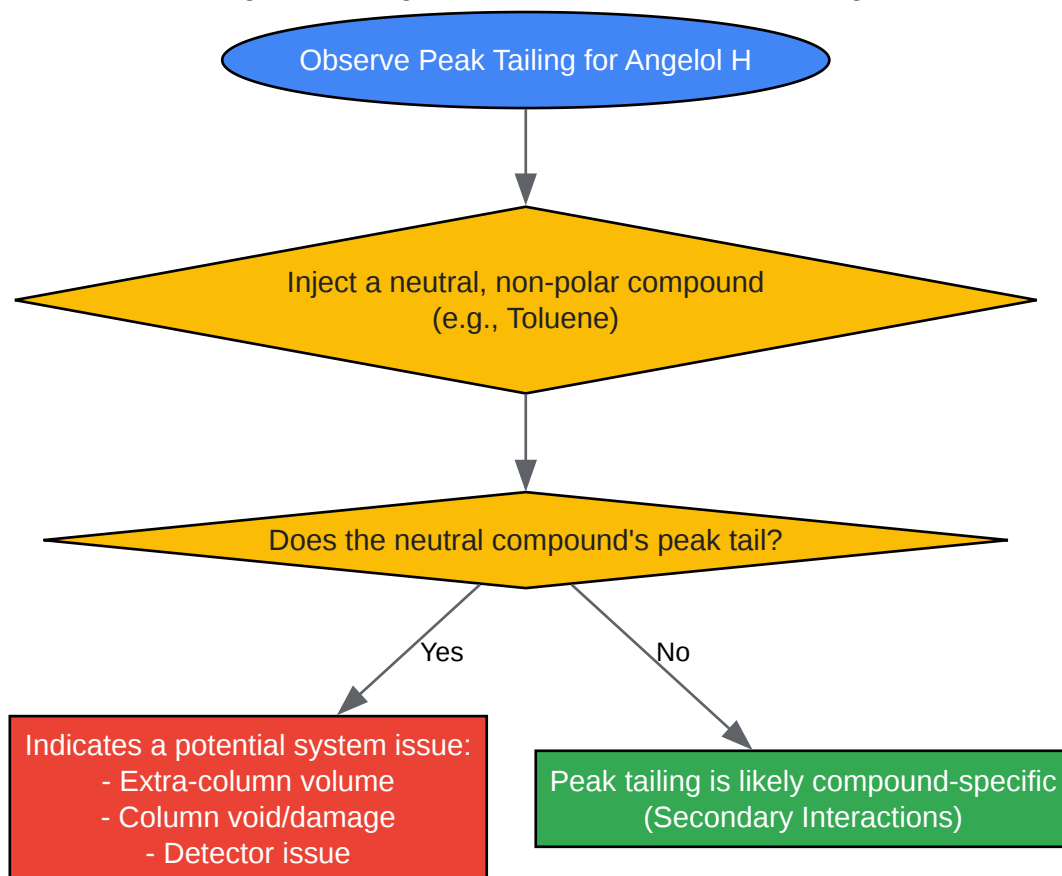 Observe Peak Tailing for Angelol H
Inject a neutral, non-polar compound
(e.g., Toluene)
Does the neutral compound's peak tail?
Yes
No
Indicates a potential system issue:
- Extra-column volume
- Column void/damage
- Detector issue
Peak tailing is likely compound-specific
(Secondary Interactions)